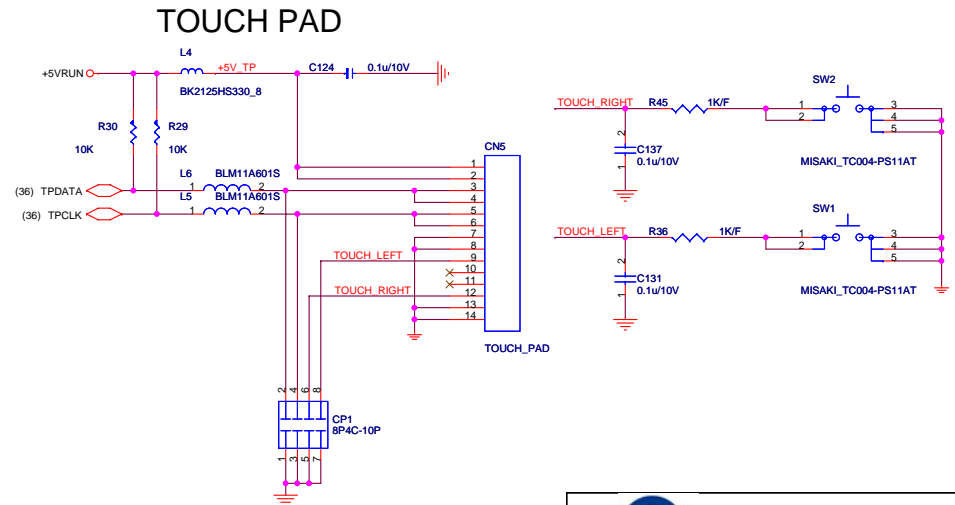 TOUCH PAD
L4
+5VRUN
+5V_TP
C124
0.1u/10V
BK2125HS330_8
R30
R29
10K
10K
L6
BLM11A601S
(36) TPDATA
1
2
L5
BLM11A601S
(36) TPCLK
1
2
CN5
1
2
3
4
5
6
7
8
9
10
11
12
13
14
TOUCH_LEFT
TOUCH_RIGHT
TOUCH_PAD
2
4
6
8
CP1
8P4C-10P
1
3
5
7
TOUCH_RIGHT
R45
1K/F
SW2
1
2
3
4
5
2
C137
0.1u/10V
1
MISAKI_TC004-PS11AT
TOUCH_LEFT
R36
1K/F
SW1
1
2
3
4
5
2
C131
0.1u/10V
1
MISAKI_TC004-PS11AT